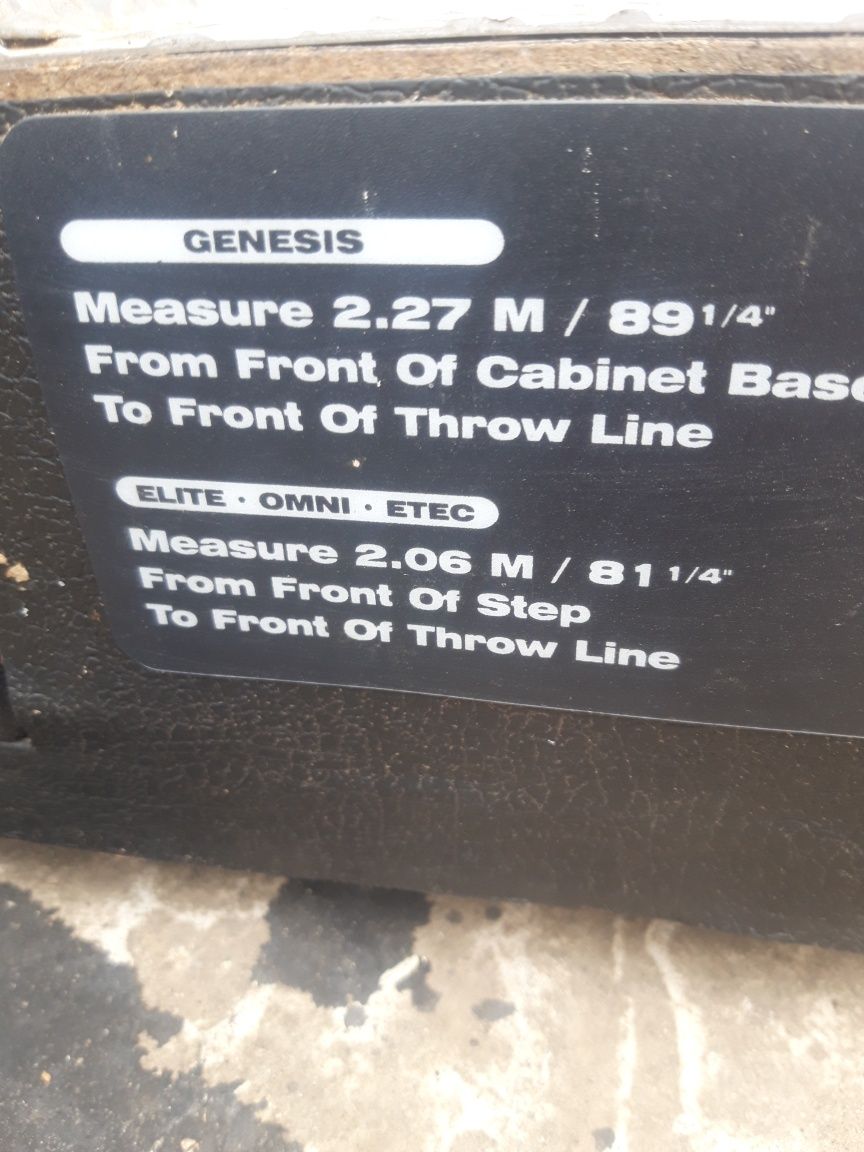 GENESIS
Measure 2.27 M / 89 1/4"
From Front Of Cabinet Base
To Front Of Throw Line
ELITE · OMNI · ETEC
Measure 2.06 M / 81 1/4"
From Front Of Step
To Front Of Throw Line